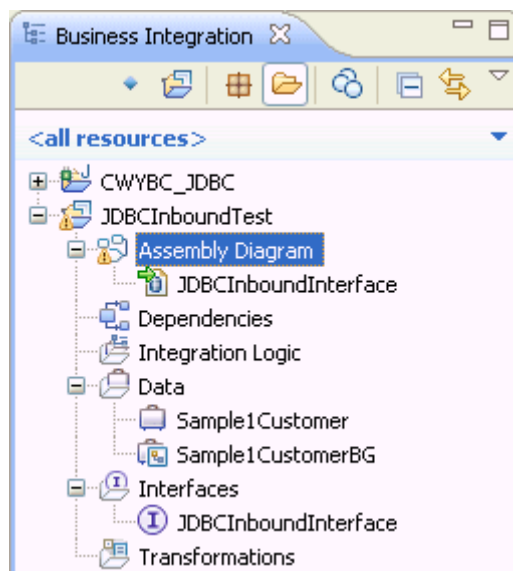 Business Integration
<all resources>
CWYBC_JDBC
JDBCInboundTest
Assembly Diagram
JDBCInboundInterface
Dependencies
Integration Logic
Data
Sample1Customer
Sample1CustomerBG
Interfaces
JDBCInboundInterface
Transformations